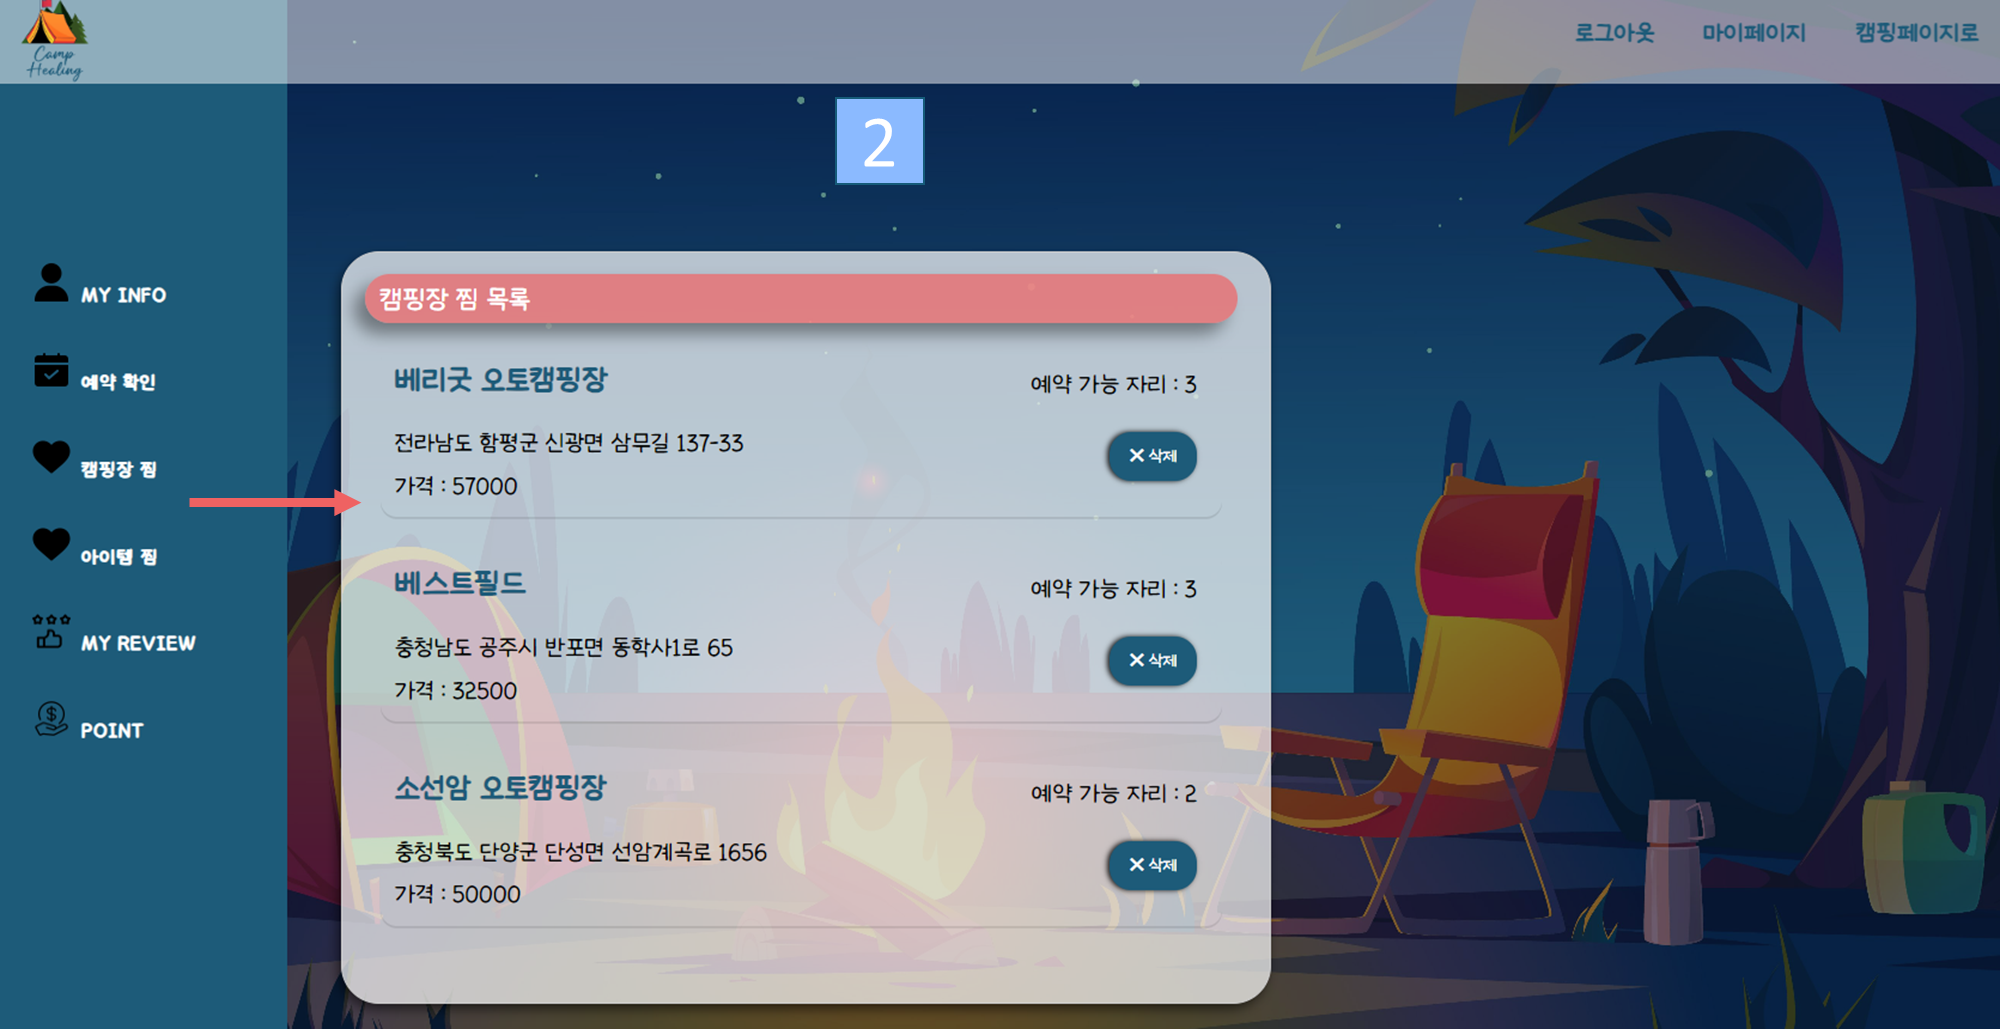 Camp
Healing
로그아웃 마이페이지 캠핑페이지로
2
MY INFO
예약 확인
캠핑장 찜
아이템 찜
MY REVIEW
POINT
캠핑장 찜 목록
베리굿 오토캠핑장
예약 가능 자리 : 3
전라남도 함평군 신광면 삼무길 137-33
✕ 삭제
가격 : 57000
베스트필드
예약 가능 자리 : 3
충청남도 공주시 반포면 동학사1로 65
✕ 삭제
가격 : 32500
소선암 오토캠핑장
예약 가능 자리 : 2
충청북도 단양군 단성면 선암계곡로 1656
✕ 삭제
가격 : 50000